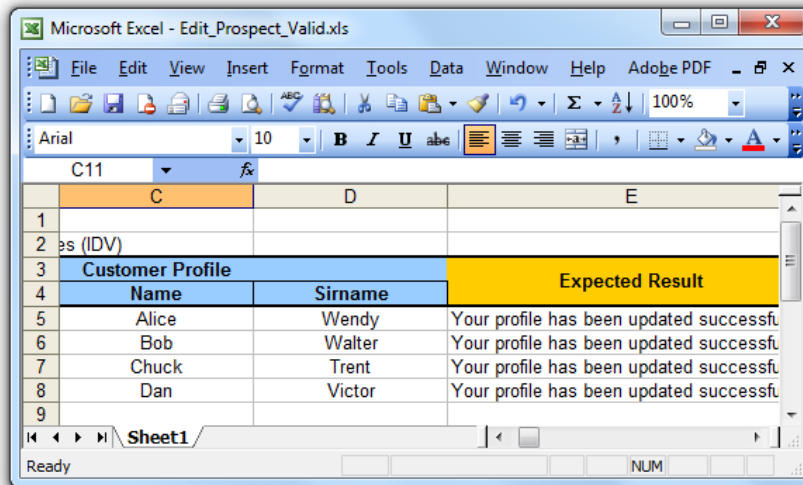 Microsoft Excel - Edit_Prospect_Valid.xls
File Edit View Insert Format Tools Data Window Help Adobe PDF
ABC Σ A Z 100%
Arial 10 B I U abc a , A
C11 fx
C D E
1
2 es (IDV)
3 Customer Profile Expected Result
4 Name Sirname
5 Alice Wendy Your profile has been updated successfu
6 Bob Walter Your profile has been updated successfu
7 Chuck Trent Your profile has been updated successfu
8 Dan Victor Your profile has been updated successfu
9
Sheet1
Ready NUM